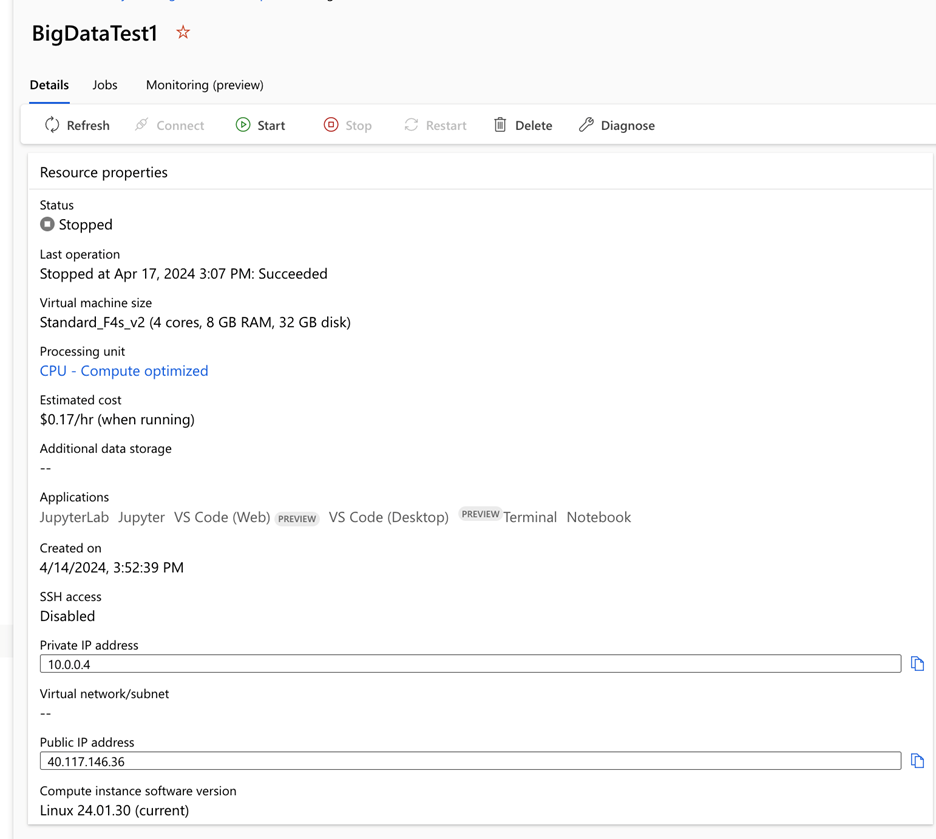 BigDataTest1
Details Jobs Monitoring (preview)
Refresh Connect Start Stop Restart Delete Diagnose
Resource properties
Status
Stopped
Last operation
Stopped at Apr 17, 2024 3:07 PM: Succeeded
Virtual machine size
Standard_F4s_v2 (4 cores, 8 GB RAM, 32 GB disk)
Processing unit
CPU - Compute optimized
Estimated cost
$0.17/hr (when running)
Additional data storage
--
Applications
JupyterLab Jupyter VS Code (Web) PREVIEW VS Code (Desktop) PREVIEW Terminal Notebook
Created on
4/14/2024, 3:52:39 PM
SSH access
Disabled
Private IP address
10.0.0.4
Virtual network/subnet
--
Public IP address
40.117.146.36
Compute instance software version
Linux 24.01.30 (current)